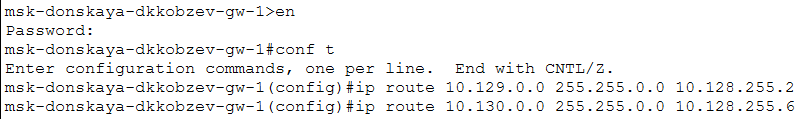 msk-donskaya-dkkobzev-gw-1>en
Password:
msk-donskaya-dkkobzev-gw-1#conf t
Enter configuration commands, one per line.  End with CNTL/Z.
msk-donskaya-dkkobzev-gw-1(config)#ip route 10.129.0.0 255.255.0.0 10.128.255.2
msk-donskaya-dkkobzev-gw-1(config)#ip route 10.130.0.0 255.255.0.0 10.128.255.6